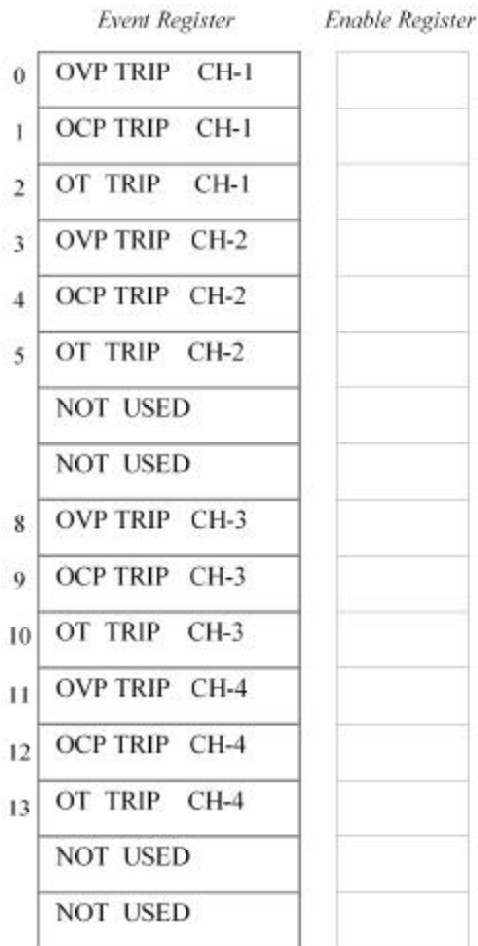 Event Register Enable Register
0 OVP TRIP CH-1
1 OCP TRIP CH-1
2 OT TRIP CH-1
3 OVP TRIP CH-2
4 OCP TRIP CH-2
5 OT TRIP CH-2
NOT USED
NOT USED
8 OVP TRIP CH-3
9 OCP TRIP CH-3
10 OT TRIP CH-3
11 OVP TRIP CH-4
12 OCP TRIP CH-4
13 OT TRIP CH-4
NOT USED
NOT USED